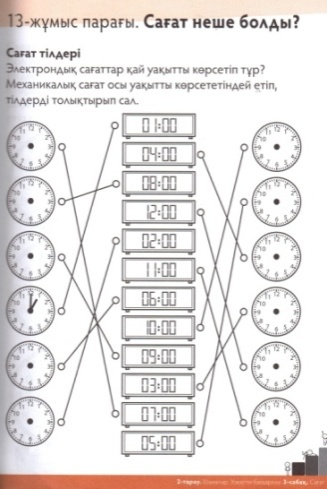 13-жұмыс парағы. Сағат неше болды?
Сағат тілдері
Электрондық сағаттар қай уақытты көрсетіп тұр?
Механикалық сағат осы уақытты көрсететіндей етіп,
тілдерді толықтырып сал.
01:00
04:00
08:00
12:00
02:00
11:00
06:00
10:00
09:00
03:00
07:00
05:00